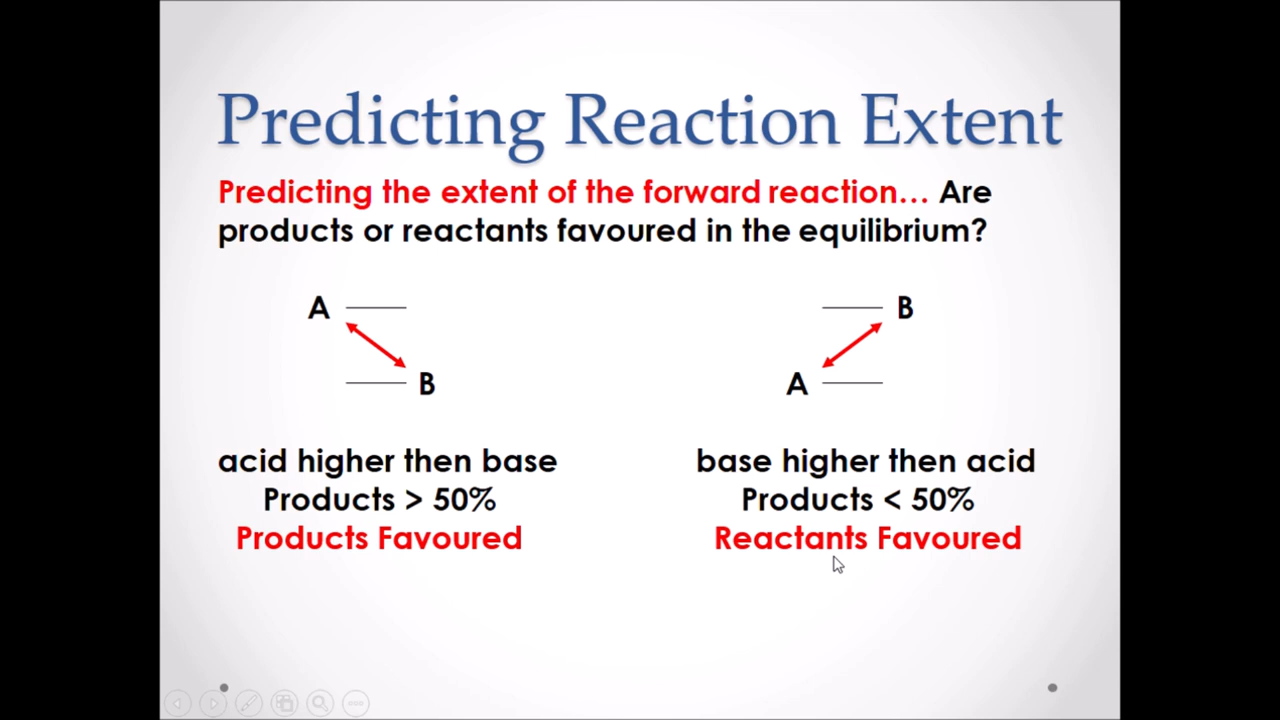 Predicting Reaction Extent
Predicting the extent of the forward reaction... Are
products or reactants favoured in the equilibrium?
A
B
B
A
acid higher then base
Products > 50%
Products Favoured
base higher then acid
Products < 50%
Reactants Favoured